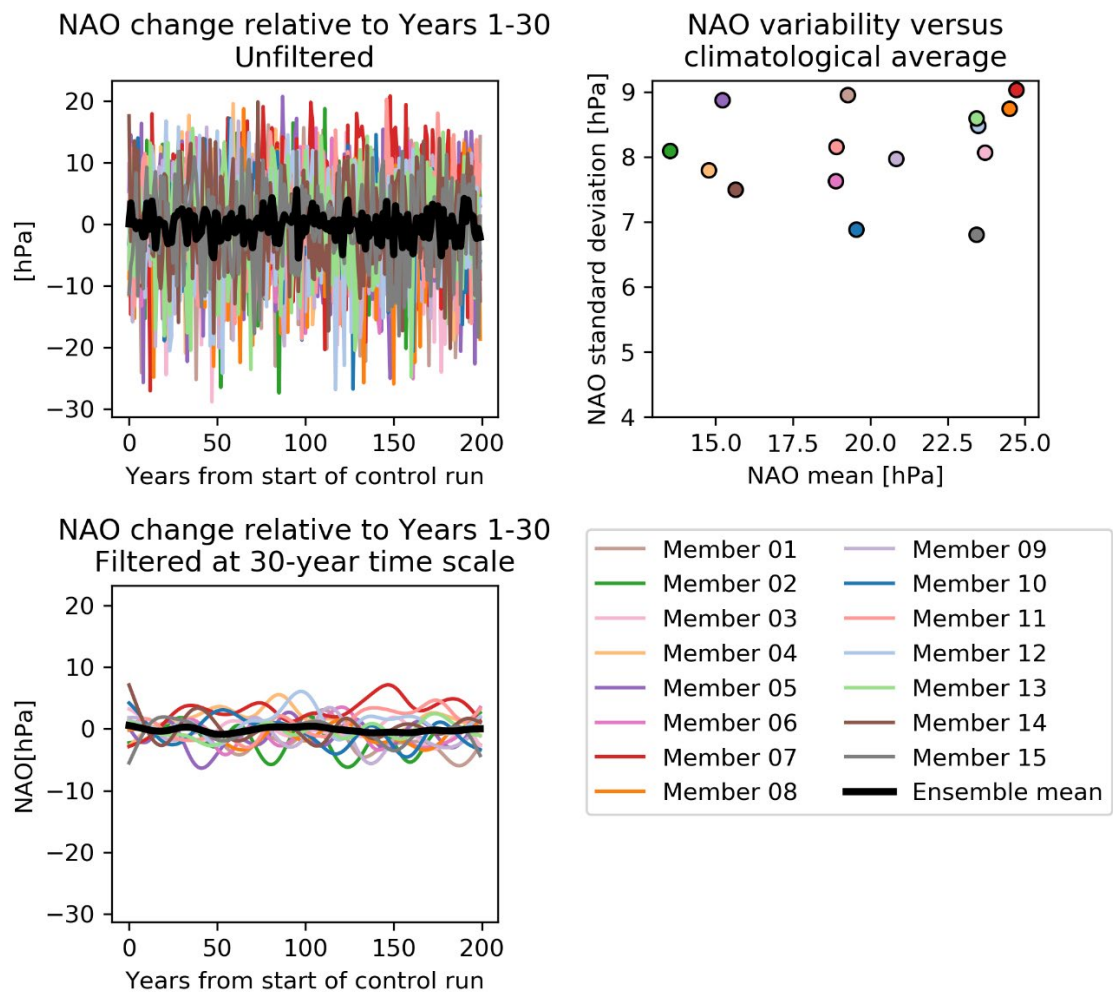 NAO change relative to Years 1-30
Unfiltered
[hPa]
20
10
0
−10
−20
−30
0 50 100 150 200
Years from start of control run
NAO variability versus
climatological average
NAO standard deviation [hPa]
9
8
7
6
5
4
15.0 17.5 20.0 22.5 25.0
NAO mean [hPa]
NAO change relative to Years 1-30
Filtered at 30-year time scale
NAO[hPa]
20
10
0
−10
−20
−30
0 50 100 150 200
Years from start of control run
Member 01
Member 02
Member 03
Member 04
Member 05
Member 06
Member 07
Member 08
Member 09
Member 10
Member 11
Member 12
Member 13
Member 14
Member 15
Ensemble mean